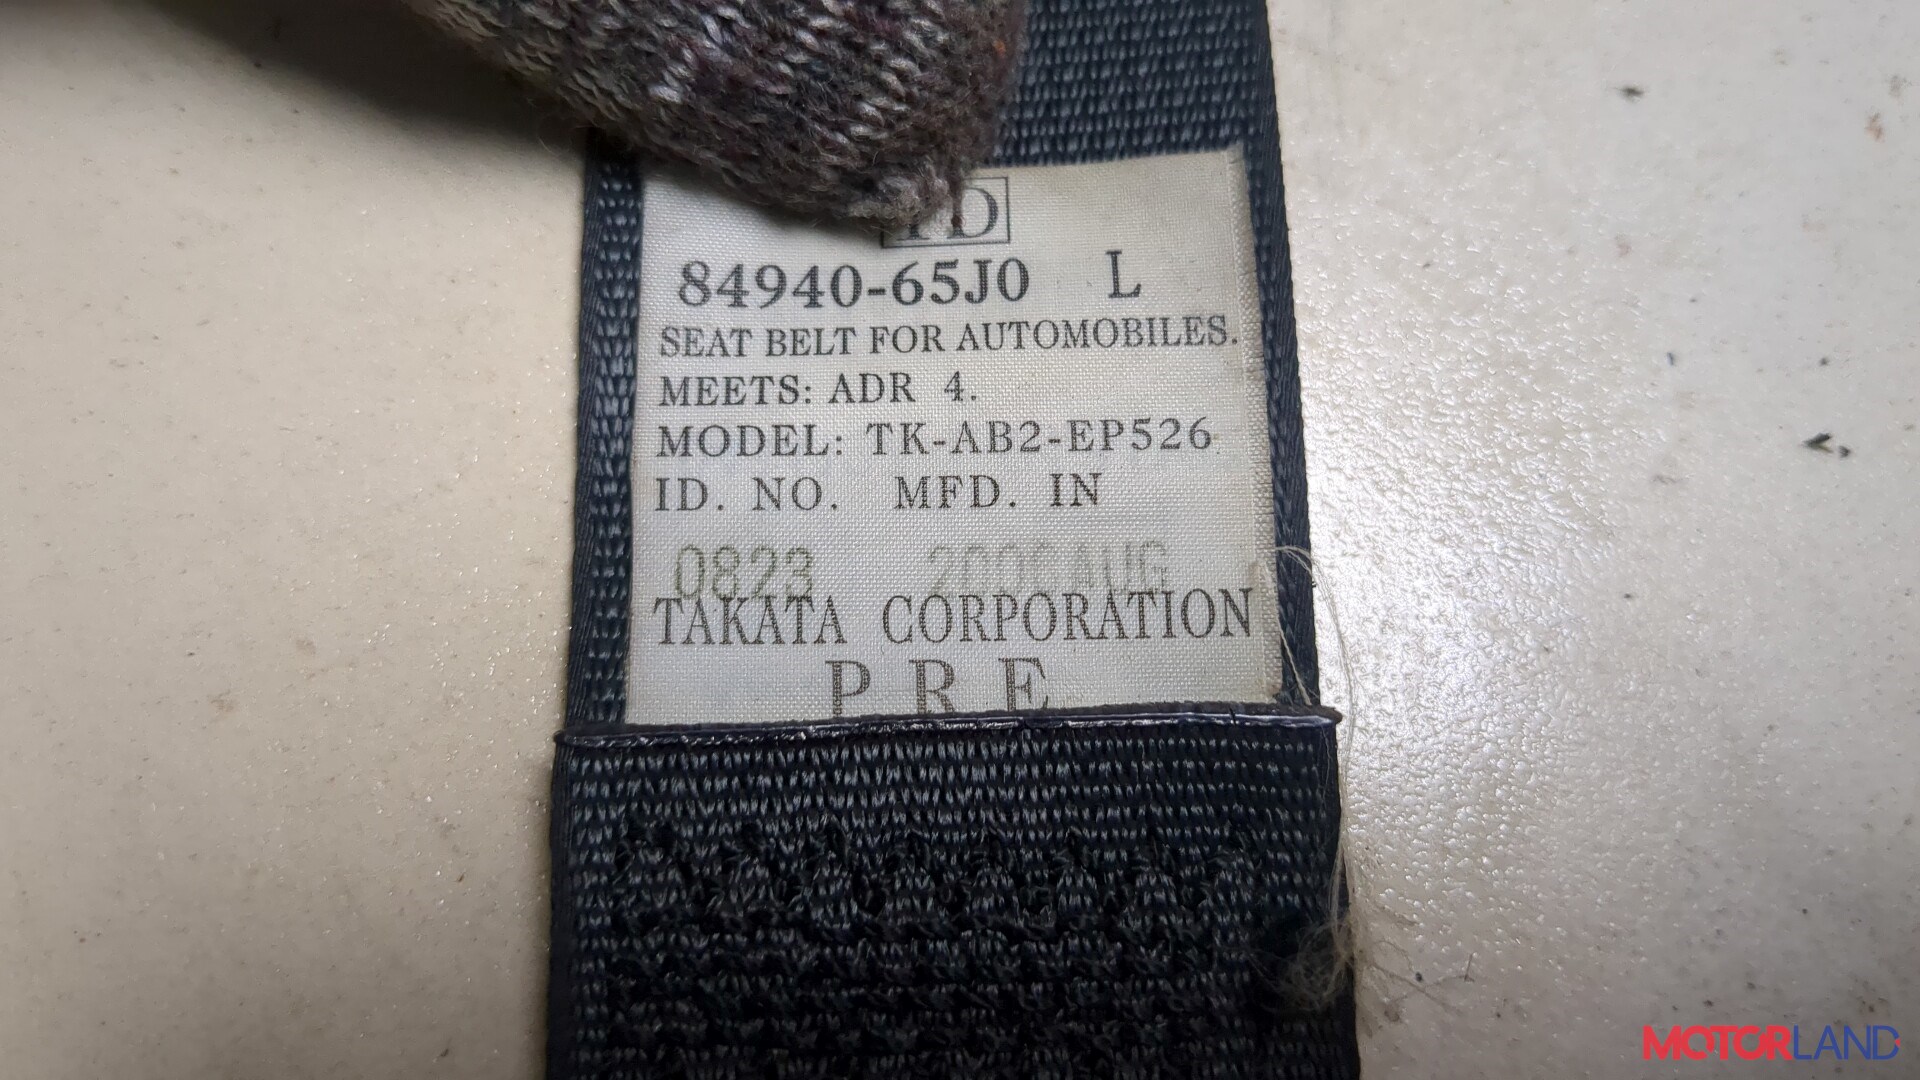 84940-65J0 L
SEAT BELT FOR AUTOMOBILES.
MEETS: ADR 4.
MODEL: TK-AB2-EP526
ID. NO. MFD. IN
0823
TAKATA CORPORATION
PRE
MOTORLAND